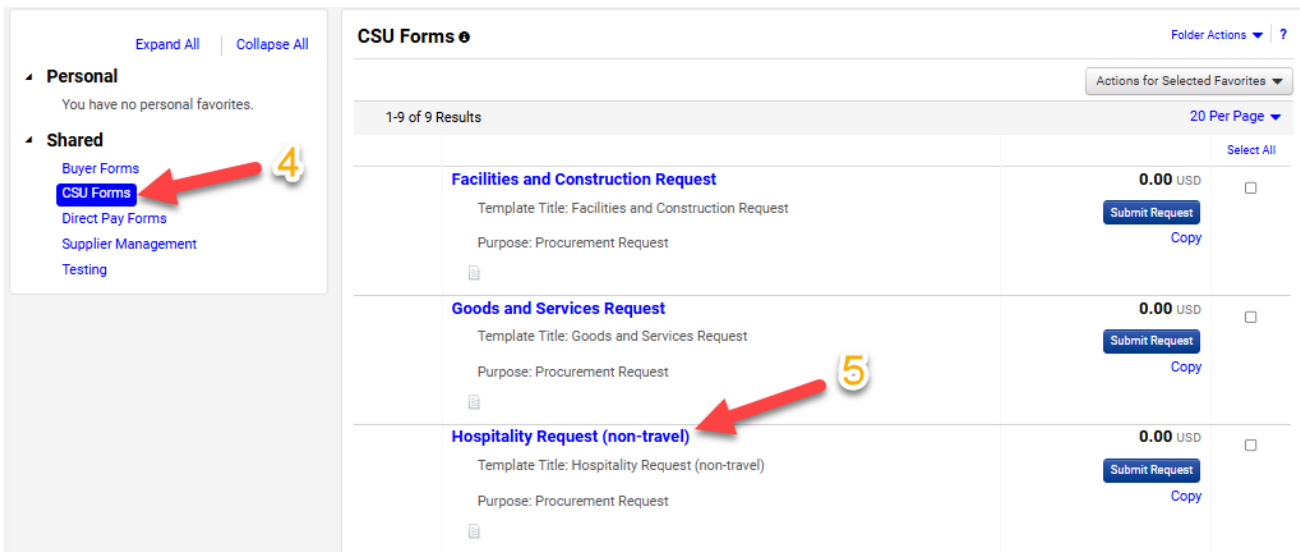 Expand All
Collapse All
Personal
You have no personal favorites.
Shared
Buyer Forms
CSU Forms
Direct Pay Forms
Supplier Management
Testing
4
CSU Forms
Folder Actions
?
Actions for Selected Favorites
1-9 of 9 Results
20 Per Page
Select All
Facilities and Construction Request
0.00 USD
Template Title: Facilities and Construction Request
Submit Request
Purpose: Procurement Request
Copy
Goods and Services Request
0.00 USD
Template Title: Goods and Services Request
Submit Request
Purpose: Procurement Request
Copy
5
Hospitality Request (non-travel)
0.00 USD
Template Title: Hospitality Request (non-travel)
Submit Request
Purpose: Procurement Request
Copy